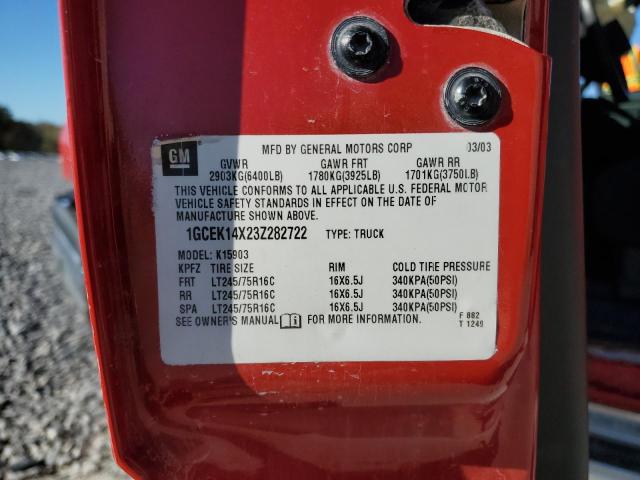 GM
MFD BY GENERAL MOTORS CORP 03/03
GVWR GAWR FRT GAWR RR
2903KG(6400LB) 1780KG(3925LB) 1701KG(3750LB)
THIS VEHICLE CONFORMS TO ALL APPLICABLE U.S. FEDERAL MOTOR
VEHICLE SAFETY STANDARDS IN EFFECT ON THE DATE OF
MANUFACTURE SHOWN ABOVE.
1GCEK14X23Z282722 TYPE: TRUCK
MODEL: K15903
KPFZ TIRE SIZE RIM COLD TIRE PRESSURE
FRT LT245/75R16C 16X6.5J 340KPA(50PSI)
RR LT245/75R16C 16X6.5J 340KPA(50PSI)
SPA LT245/75R16C 16X6.5J 340KPA(50PSI)
SEE OWNER'S MANUAL FOR MORE INFORMATION.
F 882
T 1249